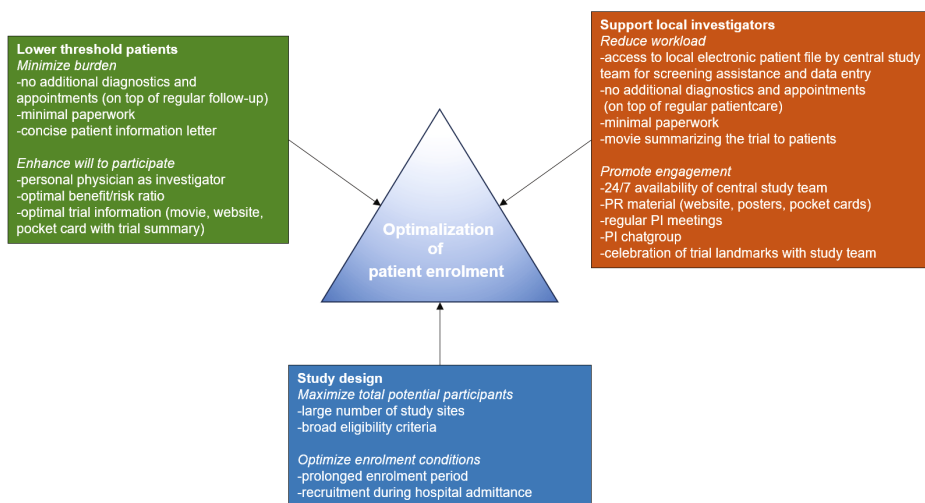 Lower threshold patients
Minimize burden
-no additional diagnostics and
appointments (on top of regular follow-up)
-minimal paperwork
-concise patient information letter
Enhance will to participate
-personal physician as investigator
-optimal benefit/risk ratio
-optimal trial information (movie, website,
pocket card with trial summary)
Support local investigators
Reduce workload
-access to local electronic patient file by central study
team for screening assistance and data entry
-no additional diagnostics and appointments
(on top of regular patientcare)
-minimal paperwork
-movie summarizing the trial to patients
Promote engagement
-24/7 availability of central study team
-PR material (website, posters, pocket cards)
-regular PI meetings
-PI chatgroup
-celebration of trial landmarks with study team
Optimalization
of
patient enrolment
Study design
Maximize total potential participants
-large number of study sites
-broad eligibility criteria
Optimize enrolment conditions
-prolonged enrolment period
-recruitment during hospital admittance